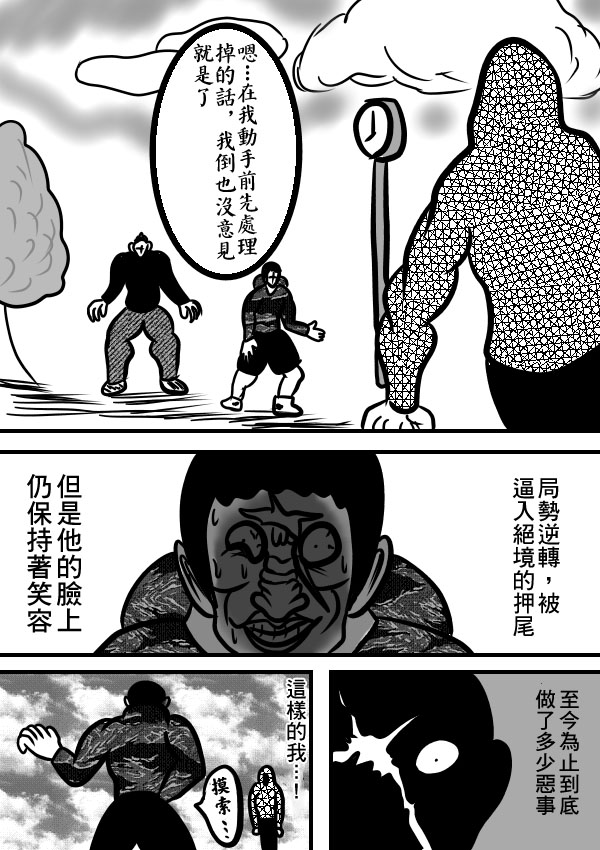 嗯…在我動手前先處理
掉的話，我倒也沒意見
就是了
局勢逆轉，被
逼入絕境的押尾
但是他的臉上
仍保持著笑容
至今為止到底
做了多少惡事
這樣的我…！
摸索…